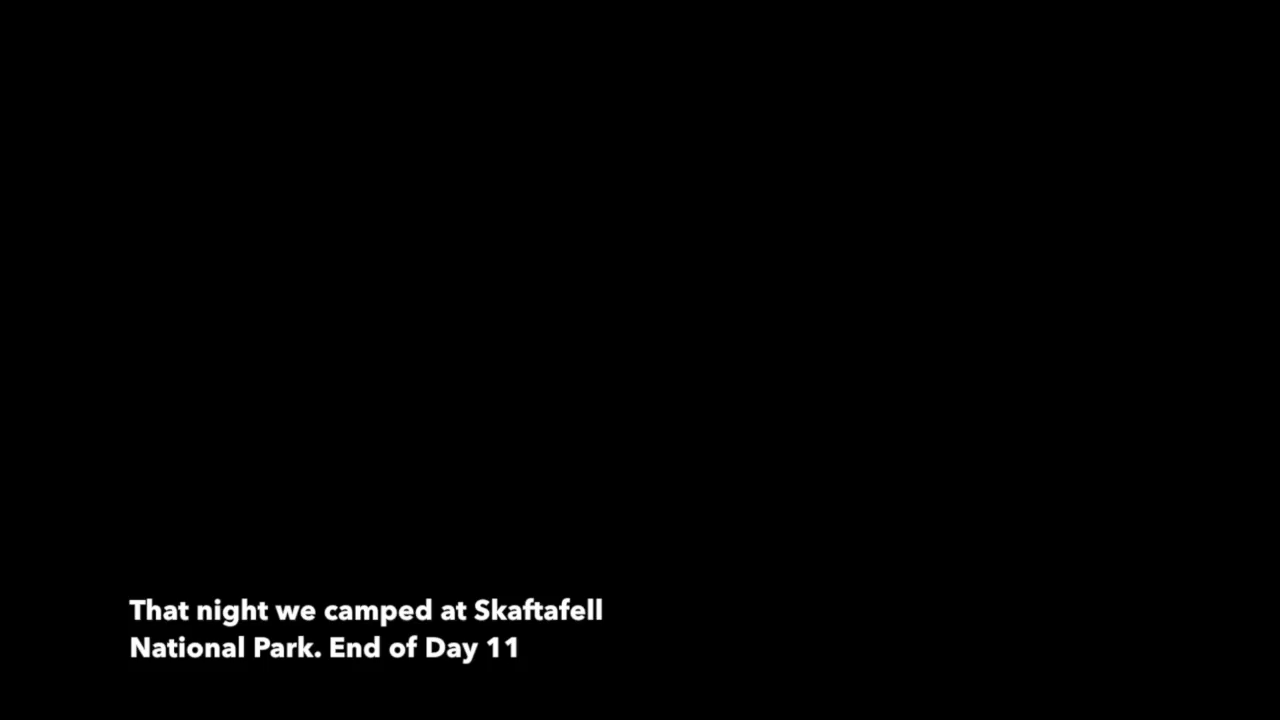 That night we camped at Skaftafell
National Park. End of Day 11